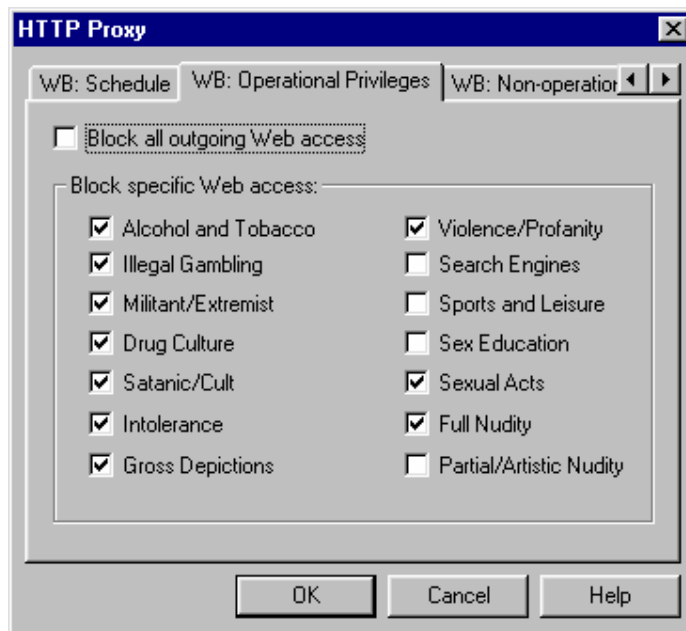 HTTP Proxy
WB: Schedule WB: Operational Privileges WB: Non-operation
Block all outgoing Web access
Block specific Web access:
Alcohol and Tobacco Violence/Profanity
Illegal Gambling Search Engines
Militant/Extremist Sports and Leisure
Drug Culture Sex Education
Satanic/Cult Sexual Acts
Intolerance Full Nudity
Gross Depictions Partial/Artistic Nudity
OK Cancel Help